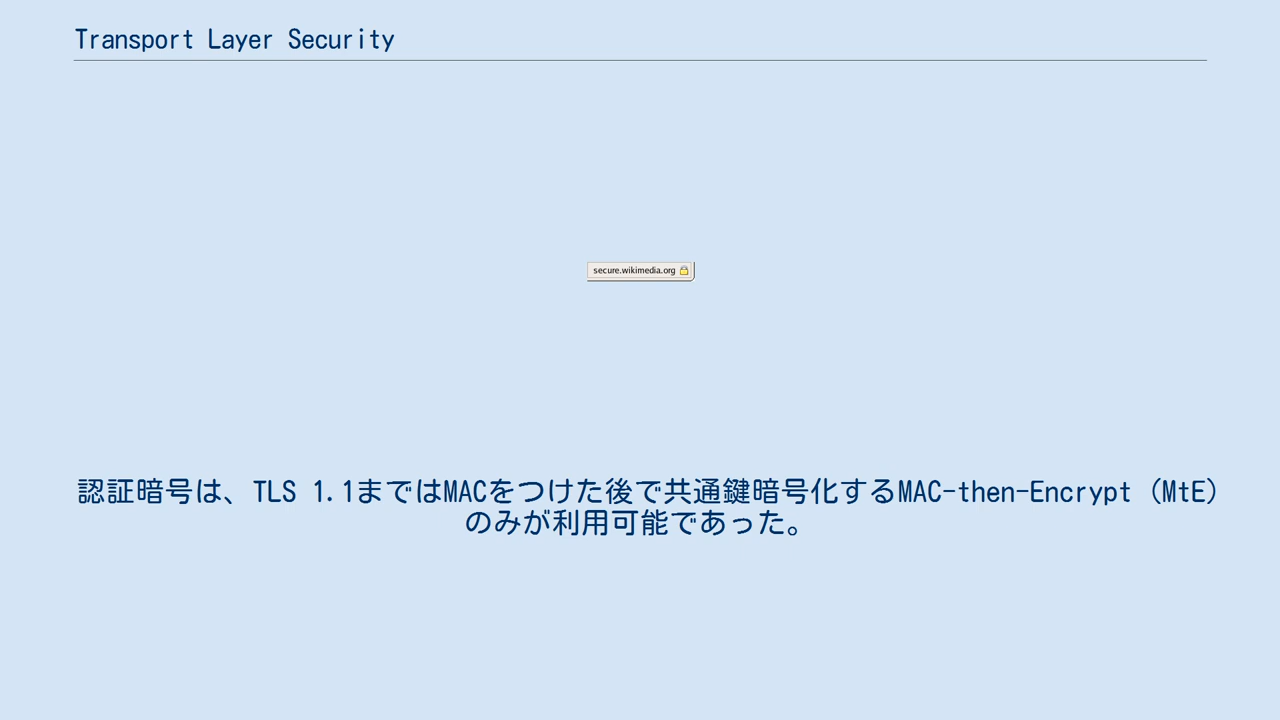 Transport Layer Security
secure.wikimedia.org
認証暗号は、TLS 1.1まではMACをつけた後で共通鍵暗号化するMAC-then-Encrypt (MtE)
のみが利用可能であった。